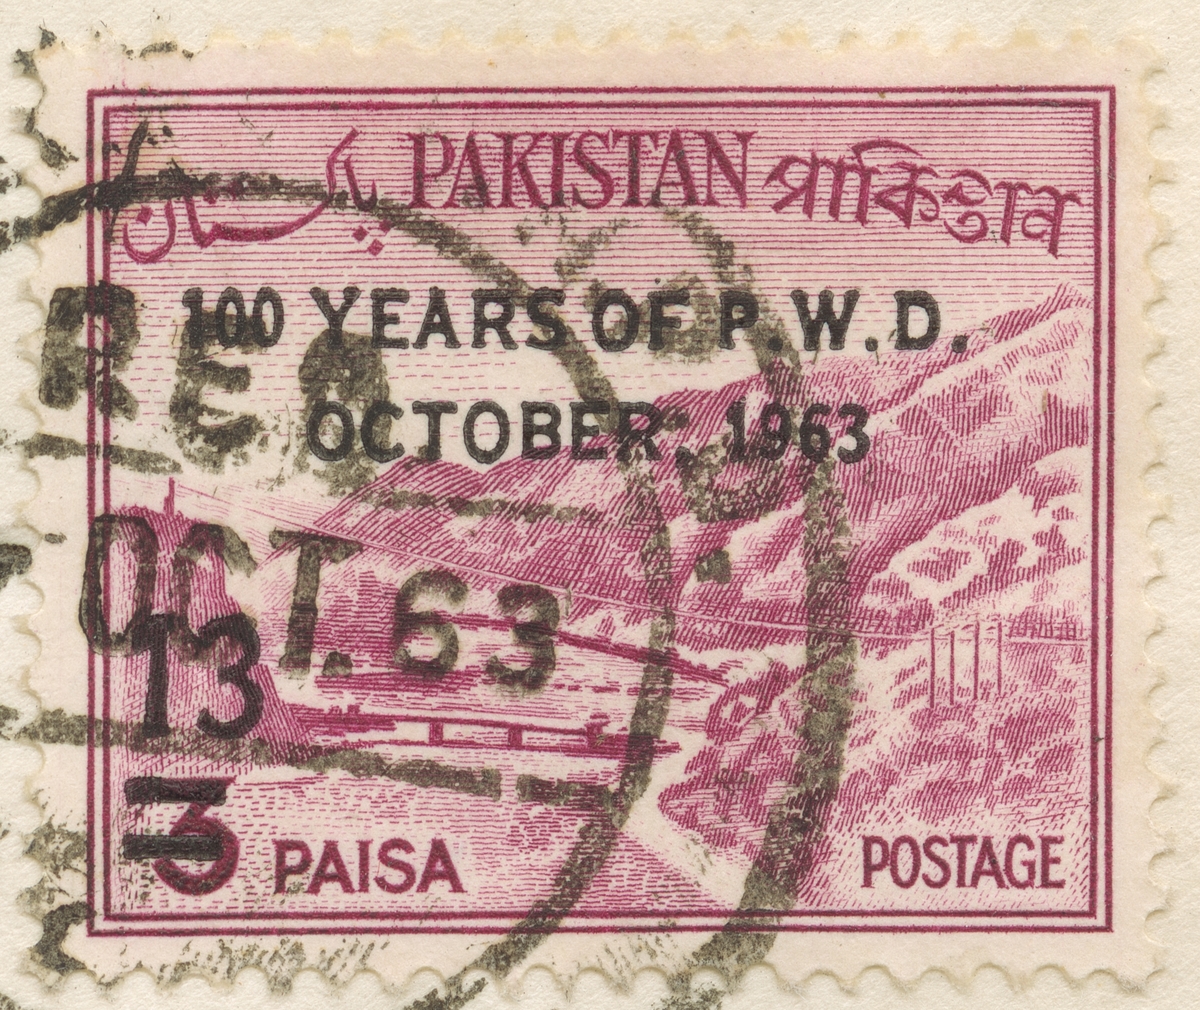 پاکستان PAKISTAN পাকিস্তান
100 YEARS OF P.W.D.
OCTOBER, 1963
OCT.63
13
3 PAISA
POSTAGE